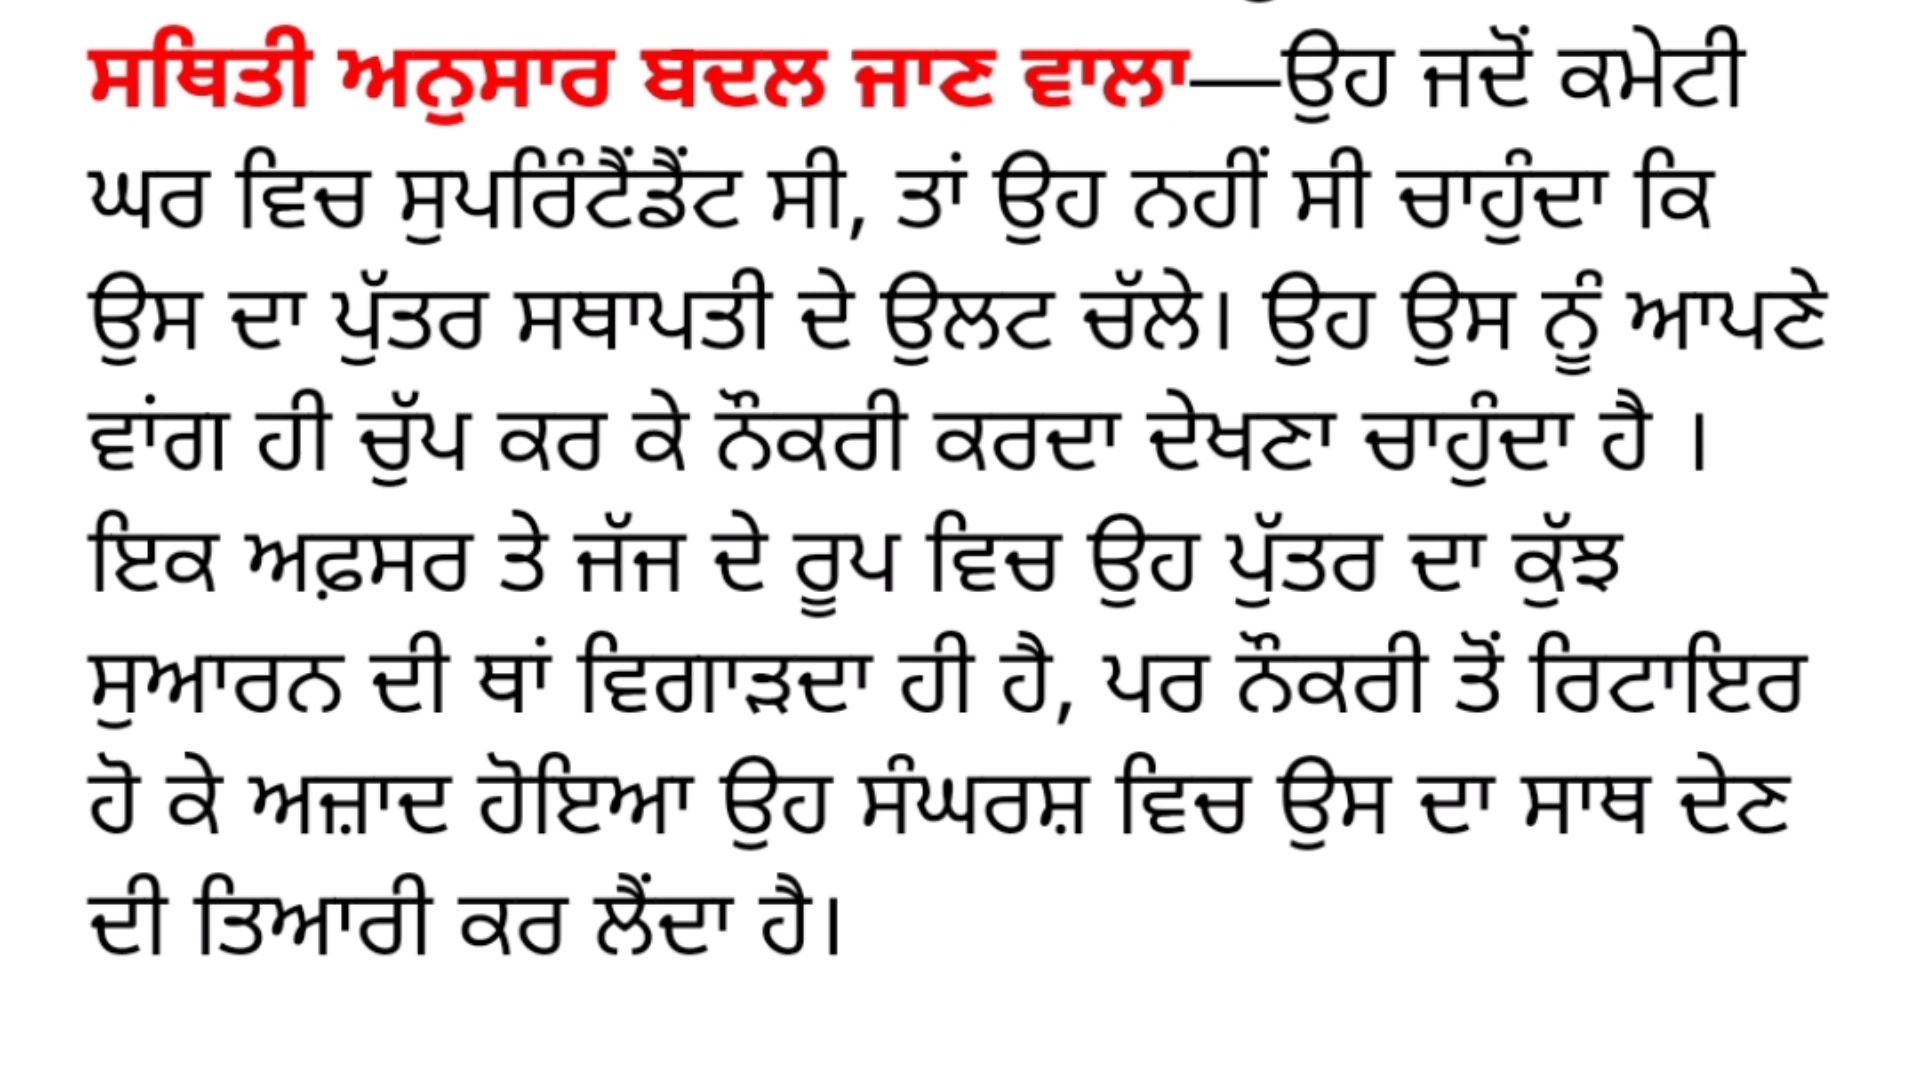 ਸਥਿਤੀ ਅਨੁਸਾਰ ਬਦਲ ਜਾਣ ਵਾਲਾ—ਉਹ ਜਦੋਂ ਕਮੇਟੀ
ਘਰ ਵਿਚ ਸੁਪਰਿੰਟੈਂਡੈਂਟ ਸੀ, ਤਾਂ ਉਹ ਨਹੀਂ ਸੀ ਚਾਹੁੰਦਾ ਕਿ
ਉਸ ਦਾ ਪੁੱਤਰ ਸਥਾਪਤੀ ਦੇ ਉਲਟ ਚੱਲੇ। ਉਹ ਉਸ ਨੂੰ ਆਪਣੇ
ਵਾਂਗ ਹੀ ਚੁੱਪ ਕਰ ਕੇ ਨੌਕਰੀ ਕਰਦਾ ਦੇਖਣਾ ਚਾਹੁੰਦਾ ਹੈ ।
ਇਕ ਅਫ਼ਸਰ ਤੇ ਜੱਜ ਦੇ ਰੂਪ ਵਿਚ ਉਹ ਪੁੱਤਰ ਦਾ ਕੁੱਝ
ਸੁਆਰਨ ਦੀ ਥਾਂ ਵਿਗਾੜਦਾ ਹੀ ਹੈ, ਪਰ ਨੌਕਰੀ ਤੋਂ ਰਿਟਾਇਰ
ਹੋ ਕੇ ਅਜ਼ਾਦ ਹੋਇਆ ਉਹ ਸੰਘਰਸ਼ ਵਿਚ ਉਸ ਦਾ ਸਾਥ ਦੇਣ
ਦੀ ਤਿਆਰੀ ਕਰ ਲੈਂਦਾ ਹੈ।